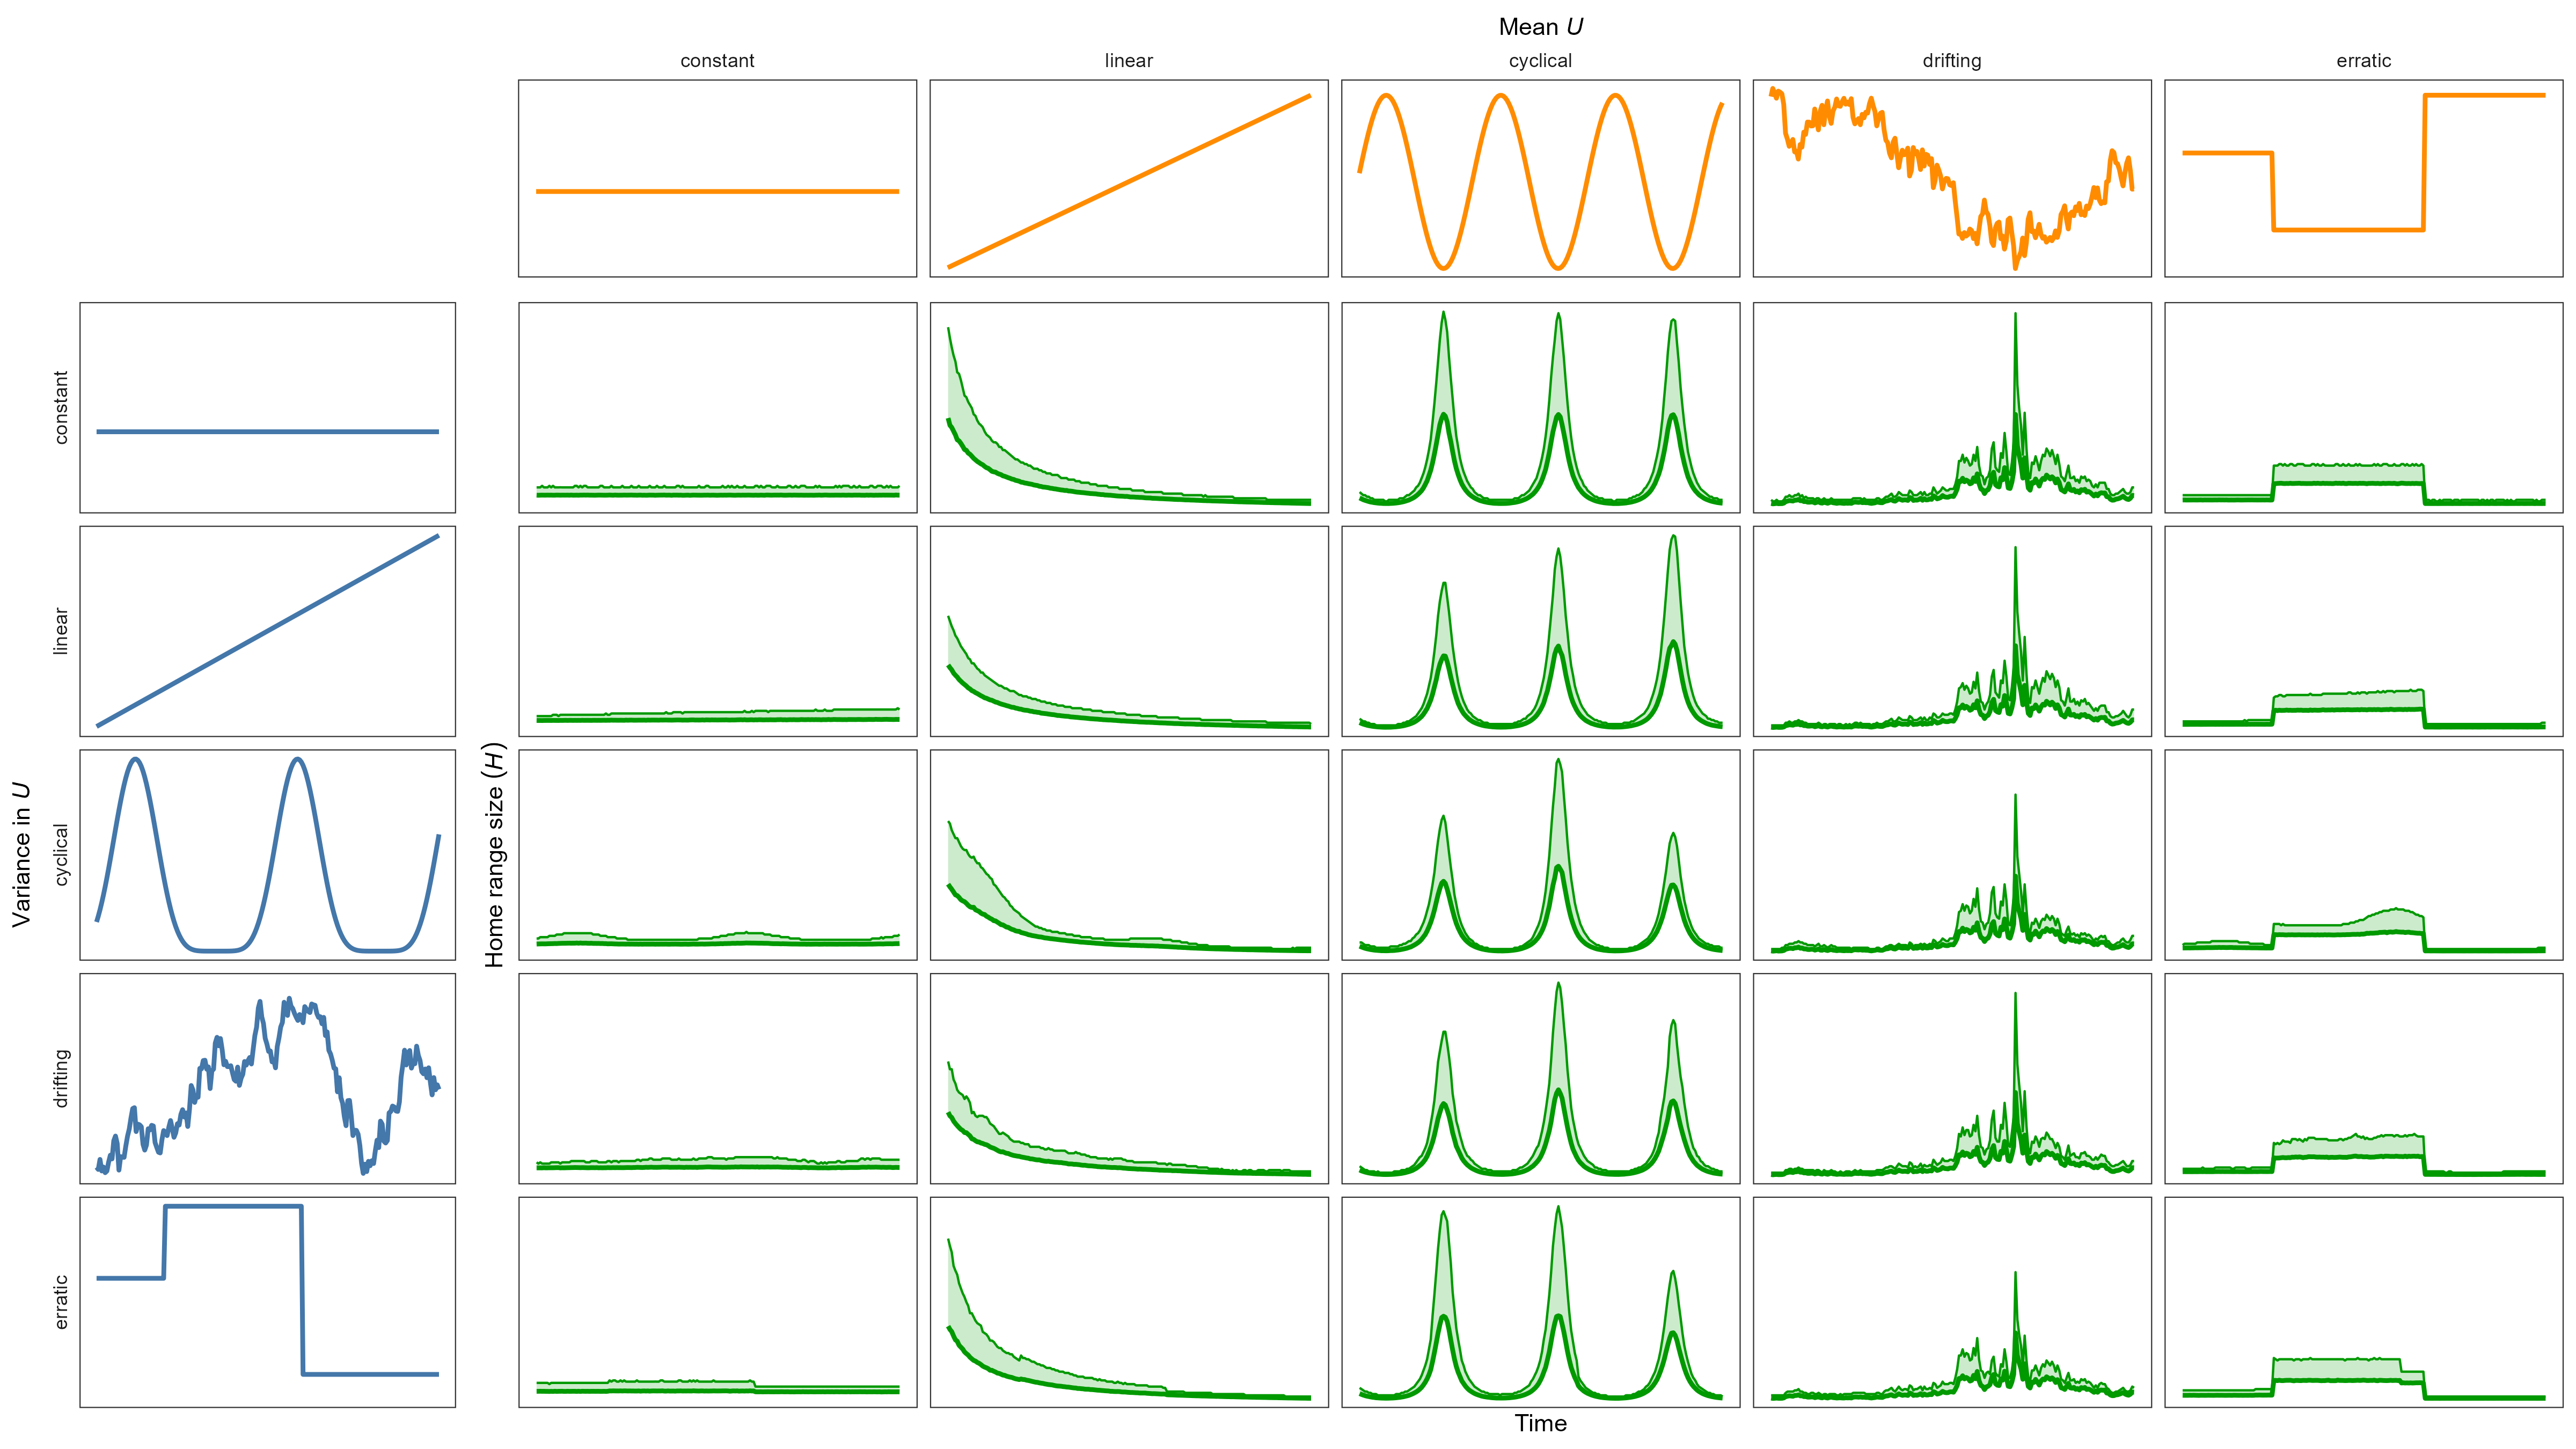 Mean U
constant
linear
cyclical
drifting
erratic
Variance in U
constant
linear
cyclical
drifting
erratic
Home range size (H)
Time